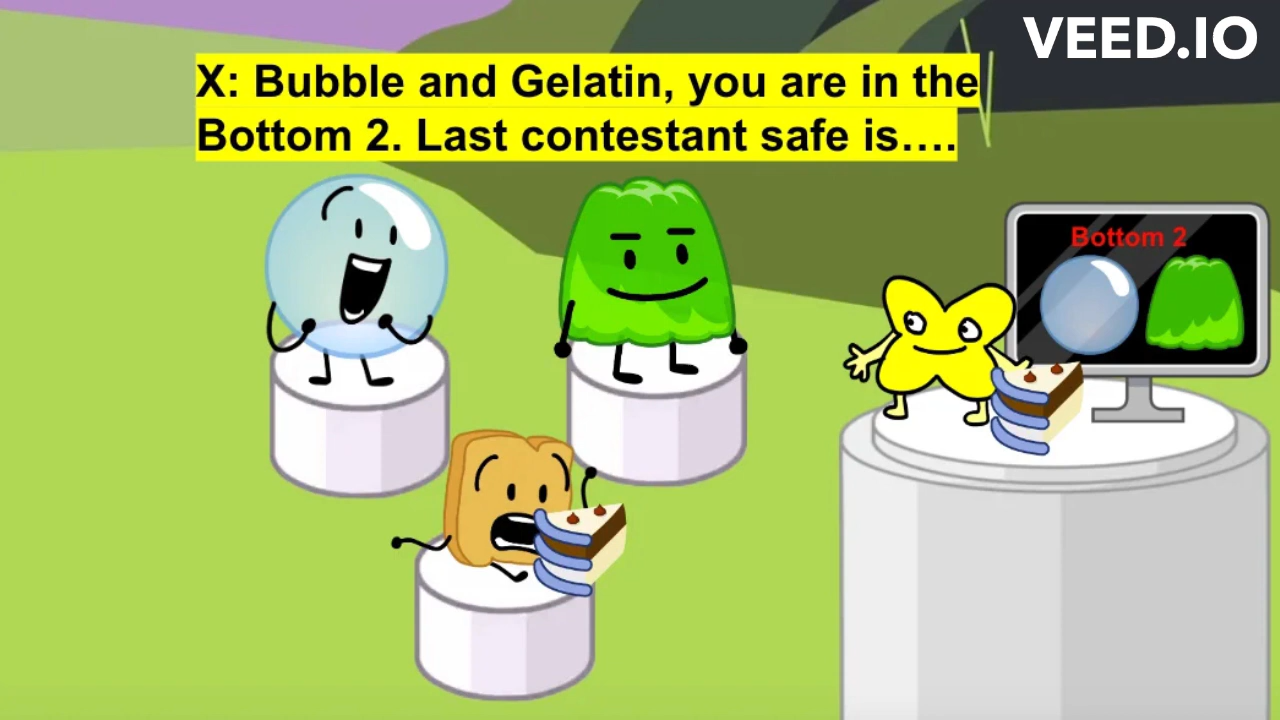 VEED.IO
X: Bubble and Gelatin, you are in the
Bottom 2. Last contestant safe is….
Bottom 2